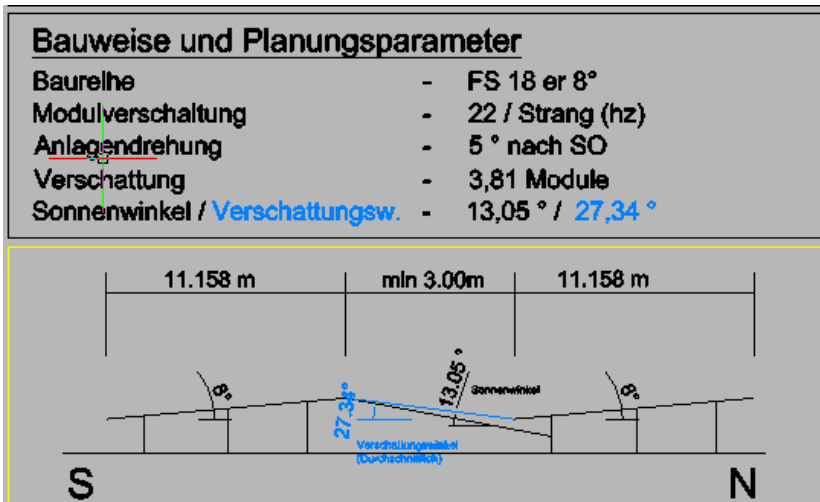 Bauweise und Planungsparameter
Baureihe - FS 18 er 8°
Modulverschaltung - 22 / Strang (hz)
Anlagendrehung - 5 ° nach SO
Verschattung - 3,81 Module
Sonnenwinkel / Verschattungsw. - 13,05 ° / 27,34 °
11.158 m min 3.00m 11.158 m
8° 27.34° 13.05 ° Sonnenwinkel 8°
Verschattungswinkel
(Durchschnittlich)
S N